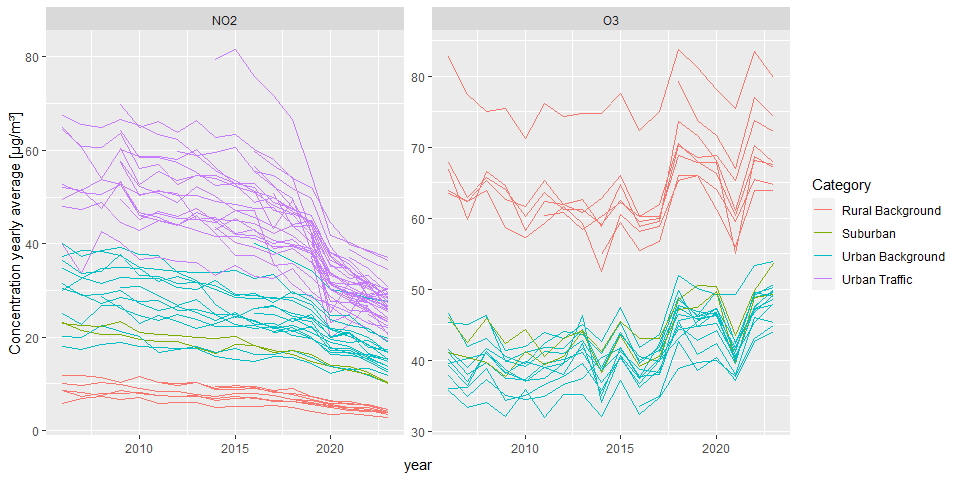 NO2
O3
Concentration yearly average [µg/m³]
80
60
40
20
0
80
70
60
50
40
30
2010
2015
2020
2010
2015
2020
year
Category
Rural Background
Suburban
Urban Background
Urban Traffic